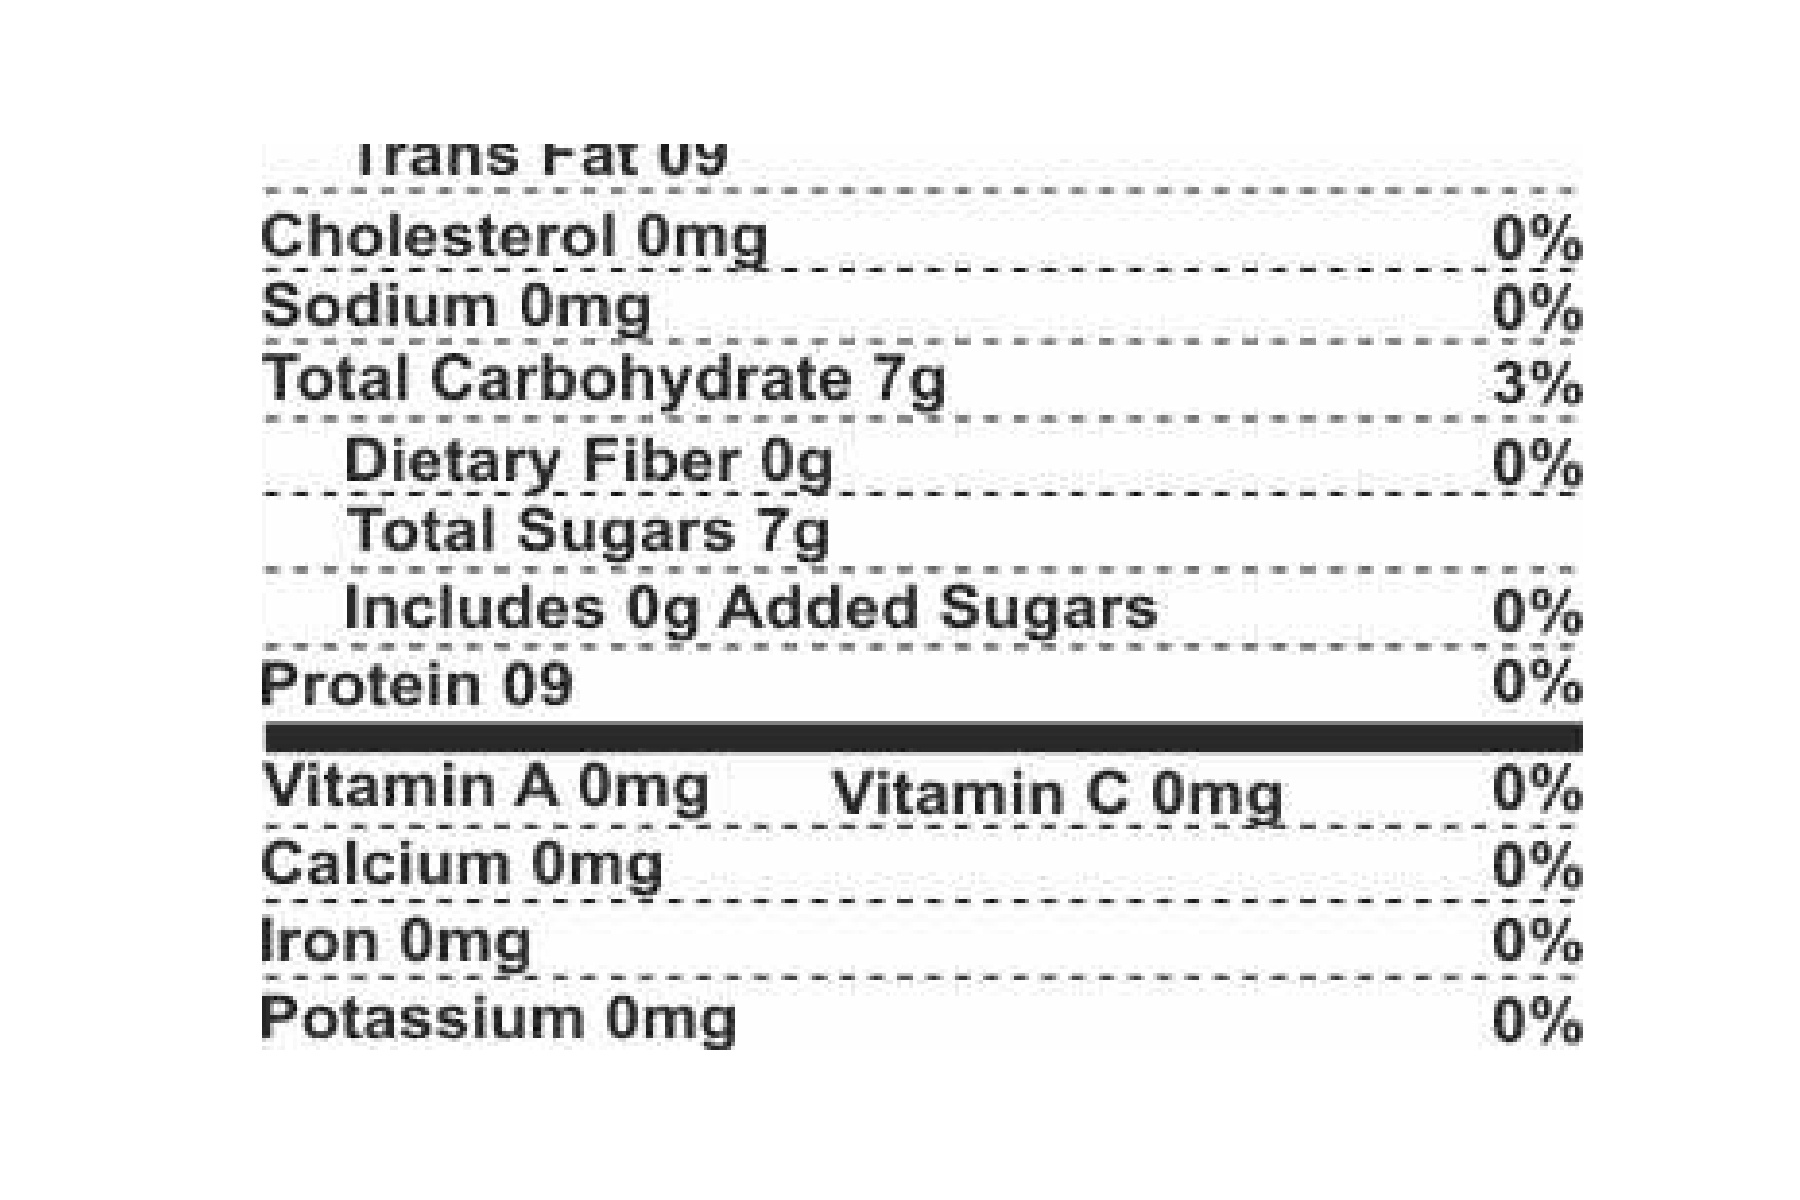 Trans Fat 09
Cholesterol 0mg 0%
Sodium 0mg 0%
Total Carbohydrate 7g 3%
Dietary Fiber 0g 0%
Total Sugars 7g
Includes 0g Added Sugars 0%
Protein 09 0%
Vitamin A 0mg Vitamin C 0mg 0%
Calcium 0mg 0%
Iron 0mg 0%
Potassium 0mg 0%